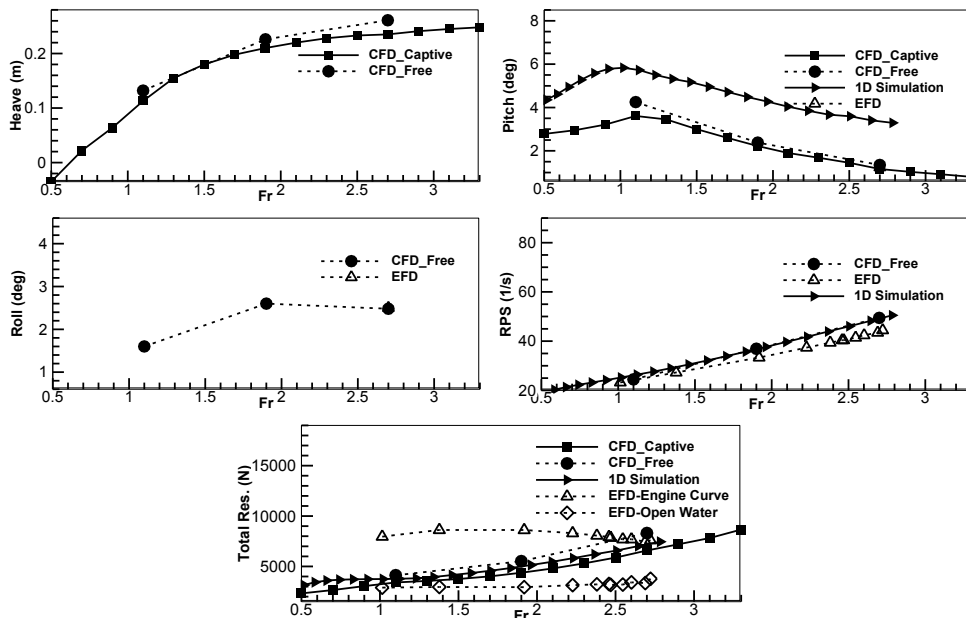 Heave (m)
0.2
0.1
0
0.5
1
1.5
2
2.5
3
Fr
CFD_Captive
CFD_Free
Pitch (deg)
8
6
4
2
0.5
1
1.5
2
2.5
3
Fr
CFD_Captive
CFD_Free
1D Simulation
EFD
Roll (deg)
4
3
2
1
0.5
1
1.5
2
2.5
3
Fr
CFD_Free
EFD
RPS (1/s)
80
60
40
20
0.5
1
1.5
2
2.5
3
Fr
CFD_Free
EFD
1D Simulation
Total Res. (N)
15000
10000
5000
0.5
1
1.5
2
2.5
3
Fr
CFD_Captive
CFD_Free
1D Simulation
EFD-Engine Curve
EFD-Open Water